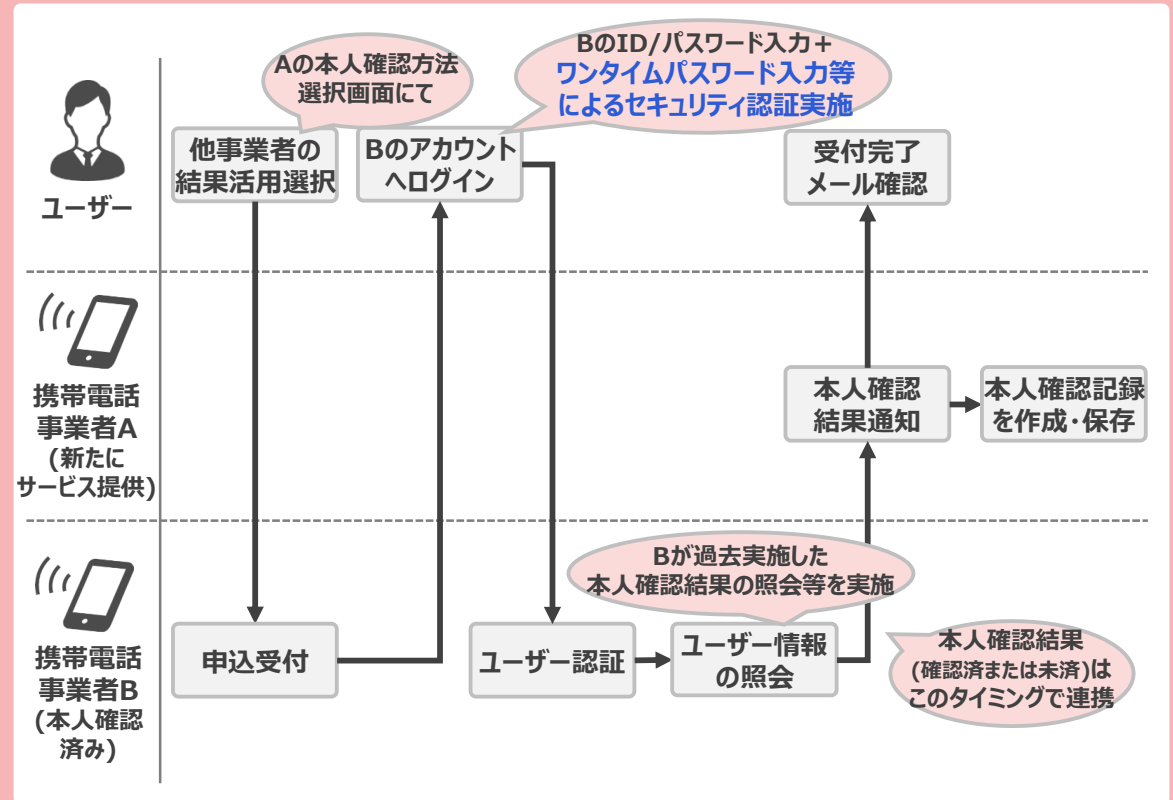 Aの本人確認方法
選択画面にて
BのID/パスワード入力＋
ワンタイムパスワード入力等
によるセキュリティ認証実施
ユーザー
他事業者の
結果活用選択
Bのアカウント
へログイン
受付完了
メール確認
携帯電話
事業者A
(新たに
サービス提供)
本人確認
結果通知
本人確認記録
を作成・保存
Bが過去実施した
本人確認結果の照会等を実施
携帯電話
事業者B
(本人確認
済み)
申込受付
ユーザー認証
ユーザー情報
の照会
本人確認結果
(確認済または未済)は
このタイミングで連携